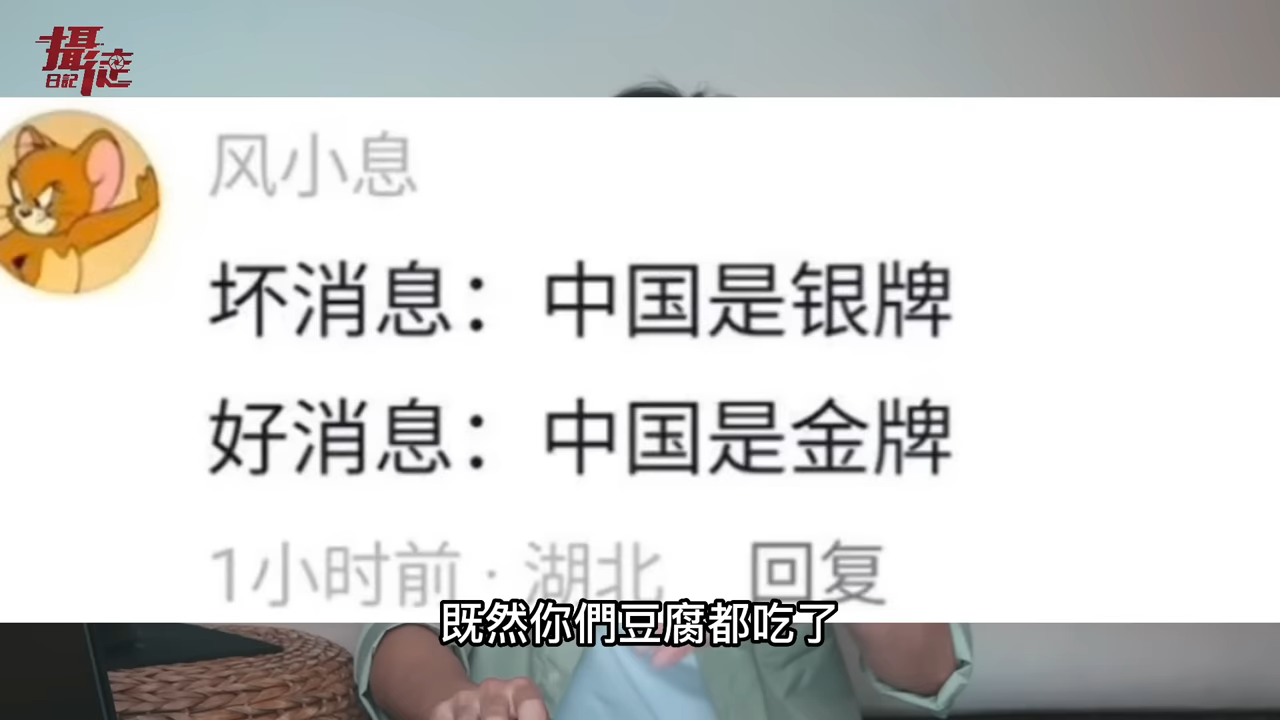 攝徒
日記
风小息
坏消息：中国是银牌
好消息：中国是金牌
1小时前·湖北 回复
既然你們豆腐都吃了